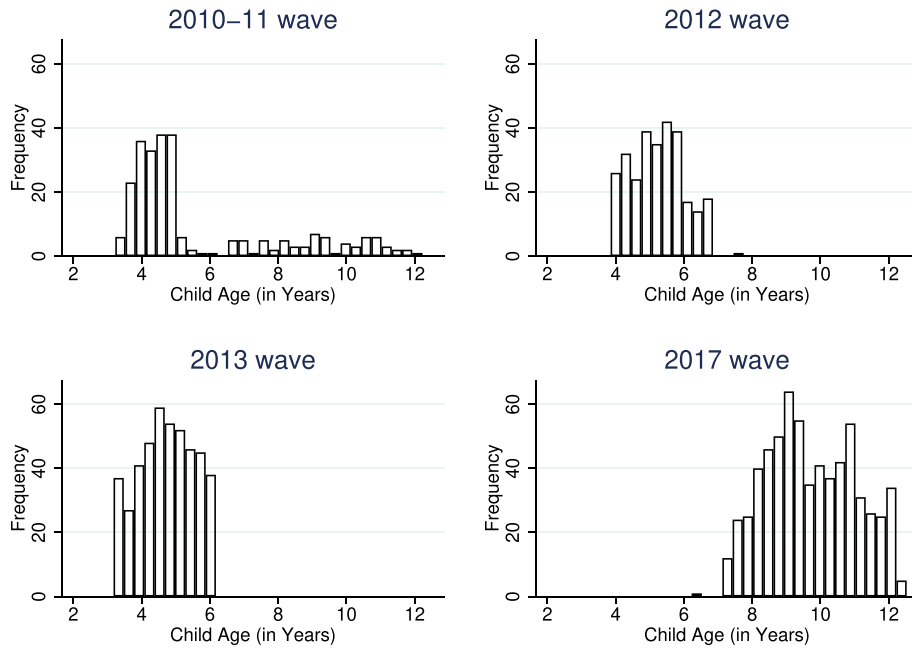 2010–11 wave
Frequency
0 20 40 60
2 4 6 8 10 12
Child Age (in Years)
2012 wave
Frequency
0 20 40 60
2 4 6 8 10 12
Child Age (in Years)
2013 wave
Frequency
0 20 40 60
2 4 6 8 10 12
Child Age (in Years)
2017 wave
Frequency
0 20 40 60
2 4 6 8 10 12
Child Age (in Years)